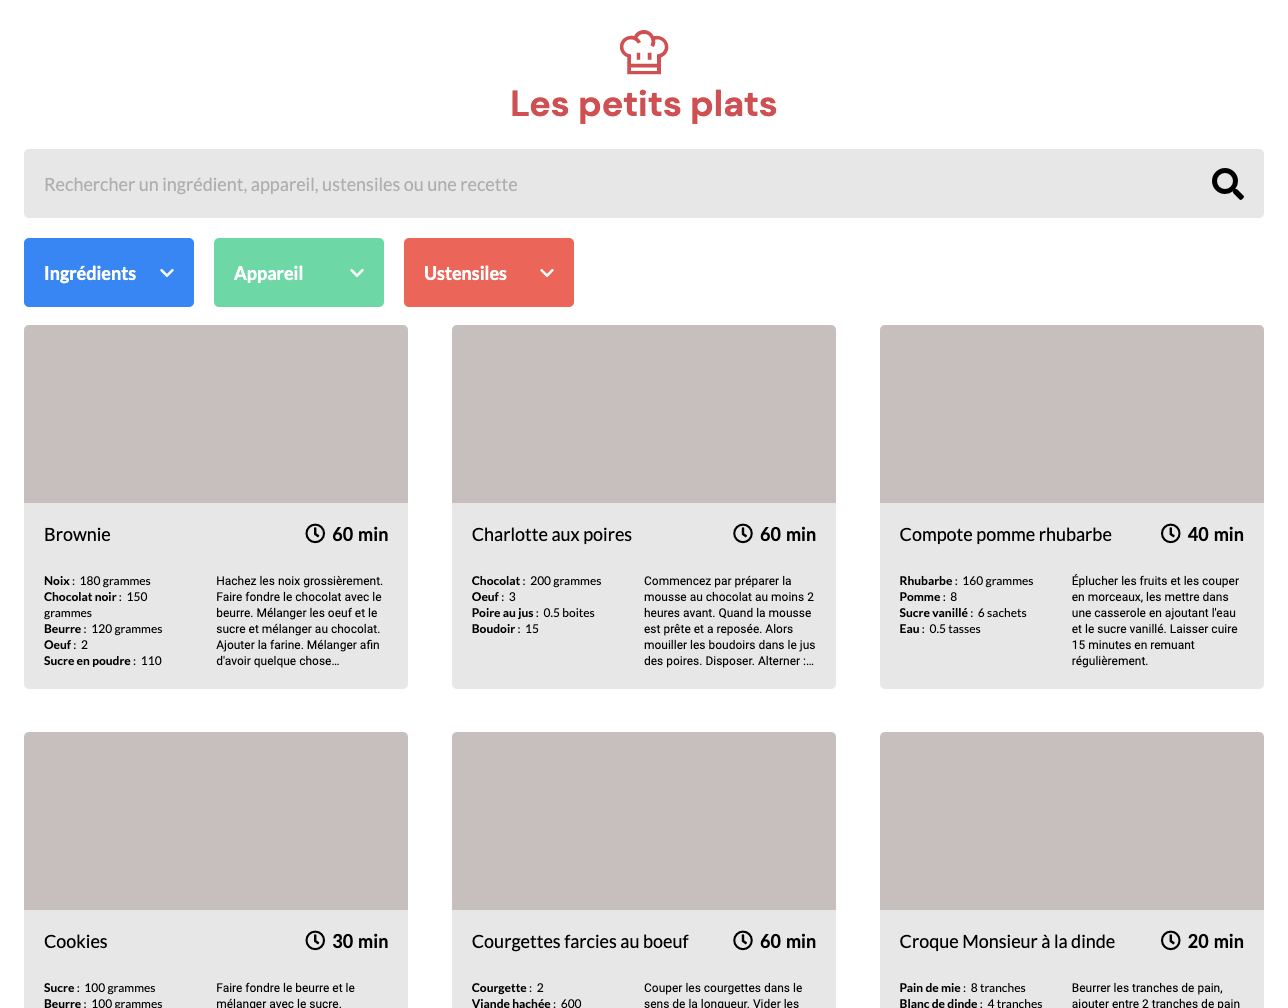 Les petits plats
Rechercher un ingrédient, appareil, ustensiles ou une recette
Ingrédients
Appareil
Ustensiles
Brownie
60 min
Noix : 180 grammes
Chocolat noir : 150
grammes
Beurre : 120 grammes
Oeuf : 2
Sucre en poudre : 110
Hachez les noix grossièrement.
Faire fondre le chocolat avec le
beurre. Mélanger les oeuf et le
sucre et mélanger au chocolat.
Ajouter la farine. Mélanger afin
d'avoir quelque chose...
Charlotte aux poires
60 min
Chocolat : 200 grammes
Oeuf : 3
Poire au jus : 0.5 boites
Boudoir : 15
Commencez par préparer la
mousse au chocolat au moins 2
heures avant. Quand la mousse
est prête et a reposée. Alors
mouiller les boudoirs dans le jus
des poires. Disposer. Alterner :...
Compote pomme rhubarbe
40 min
Rhubarbe : 160 grammes
Pomme : 8
Sucre vanillé : 6 sachets
Eau : 0.5 tasses
Éplucher les fruits et les couper
en morceaux, les mettre dans
une casserole en ajoutant l'eau
et le sucre vanillé. Laisser cuire
15 minutes en remuant
régulièrement.
Cookies
30 min
Sucre : 100 grammes
Beurre : 100 grammes
Faire fondre le beurre et le
mélanger avec le sucre.
Courgettes farcies au boeuf
60 min
Courgette : 2
Viande hachée : 600
Couper les courgettes dans le
sens de la longueur. Vider les
Croque Monsieur à la dinde
20 min
Pain de mie : 8 tranches
Blanc de dinde : 4 tranches
Beurrer les tranches de pain,
ajouter entre 2 tranches de pain